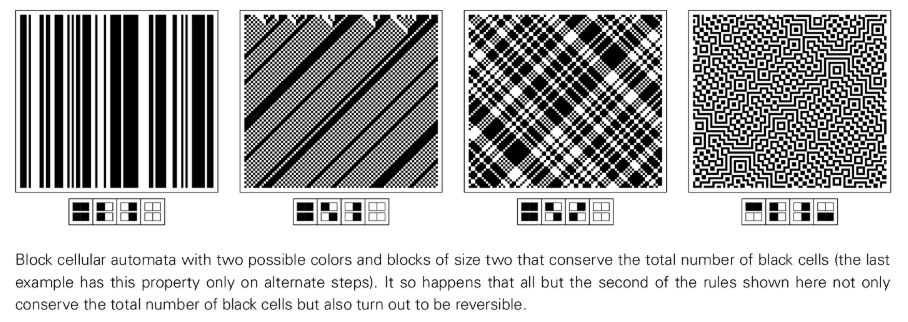 Block cellular automata with two possible colors and blocks of size two that conserve the total number of black cells (the last
example has this property only on alternate steps). It so happens that all but the second of the rules shown here not only
conserve the total number of black cells but also turn out to be reversible.